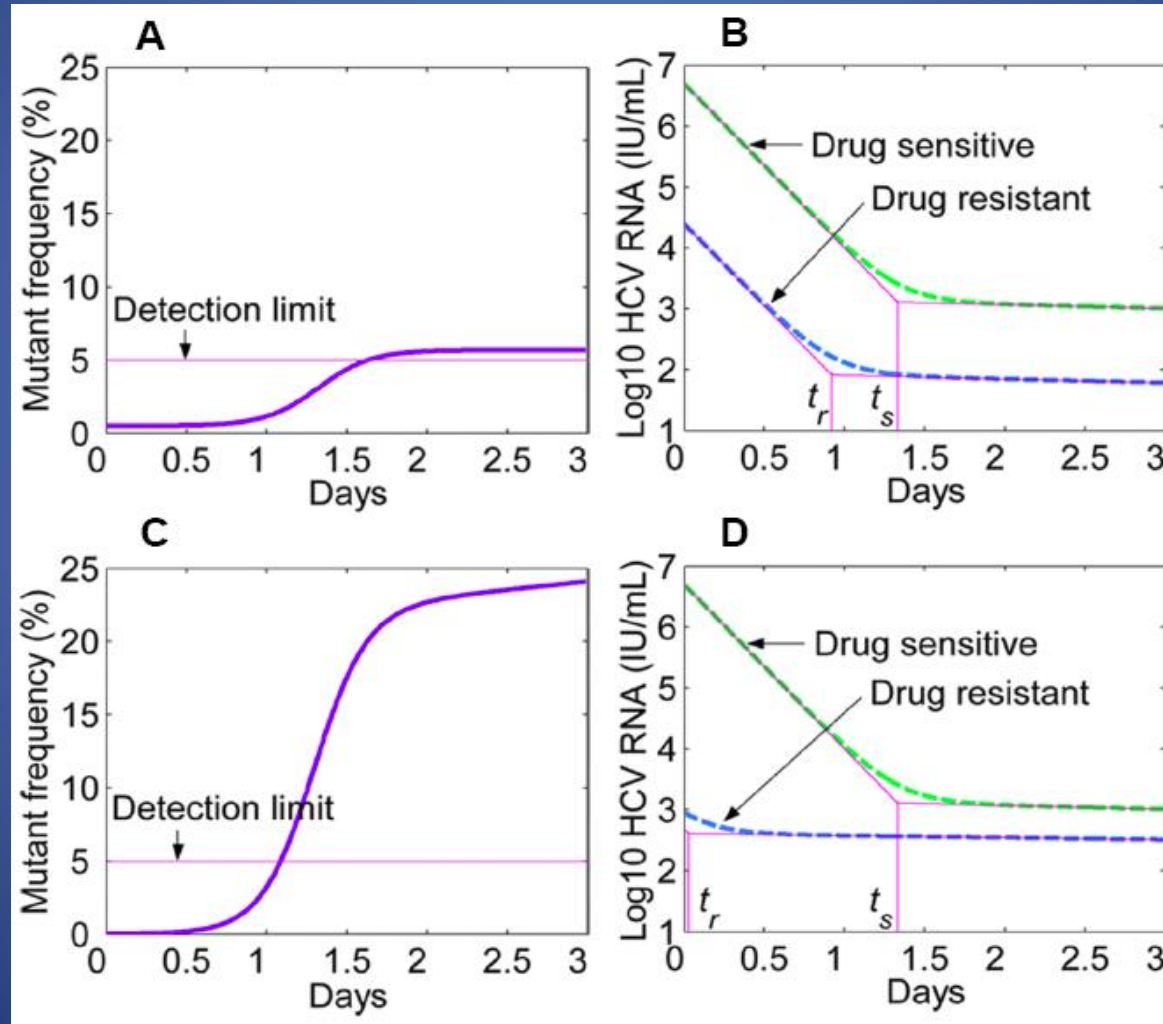 A
Mutant frequency (%)
25
20
15
10
5
0
Detection limit
0 0.5 1 1.5 2 2.5 3
Days
B
Log10 HCV RNA (IU/mL)
7
6
5
4
3
2
1
Drug sensitive
Drug resistant
tr ts
0 0.5 1 1.5 2 2.5 3
Days
C
Mutant frequency (%)
25
20
15
10
5
0
Detection limit
0 0.5 1 1.5 2 2.5 3
Days
D
Log10 HCV RNA (IU/mL)
7
6
5
4
3
2
1
Drug sensitive
Drug resistant
tr ts
0 0.5 1 1.5 2 2.5 3
Days